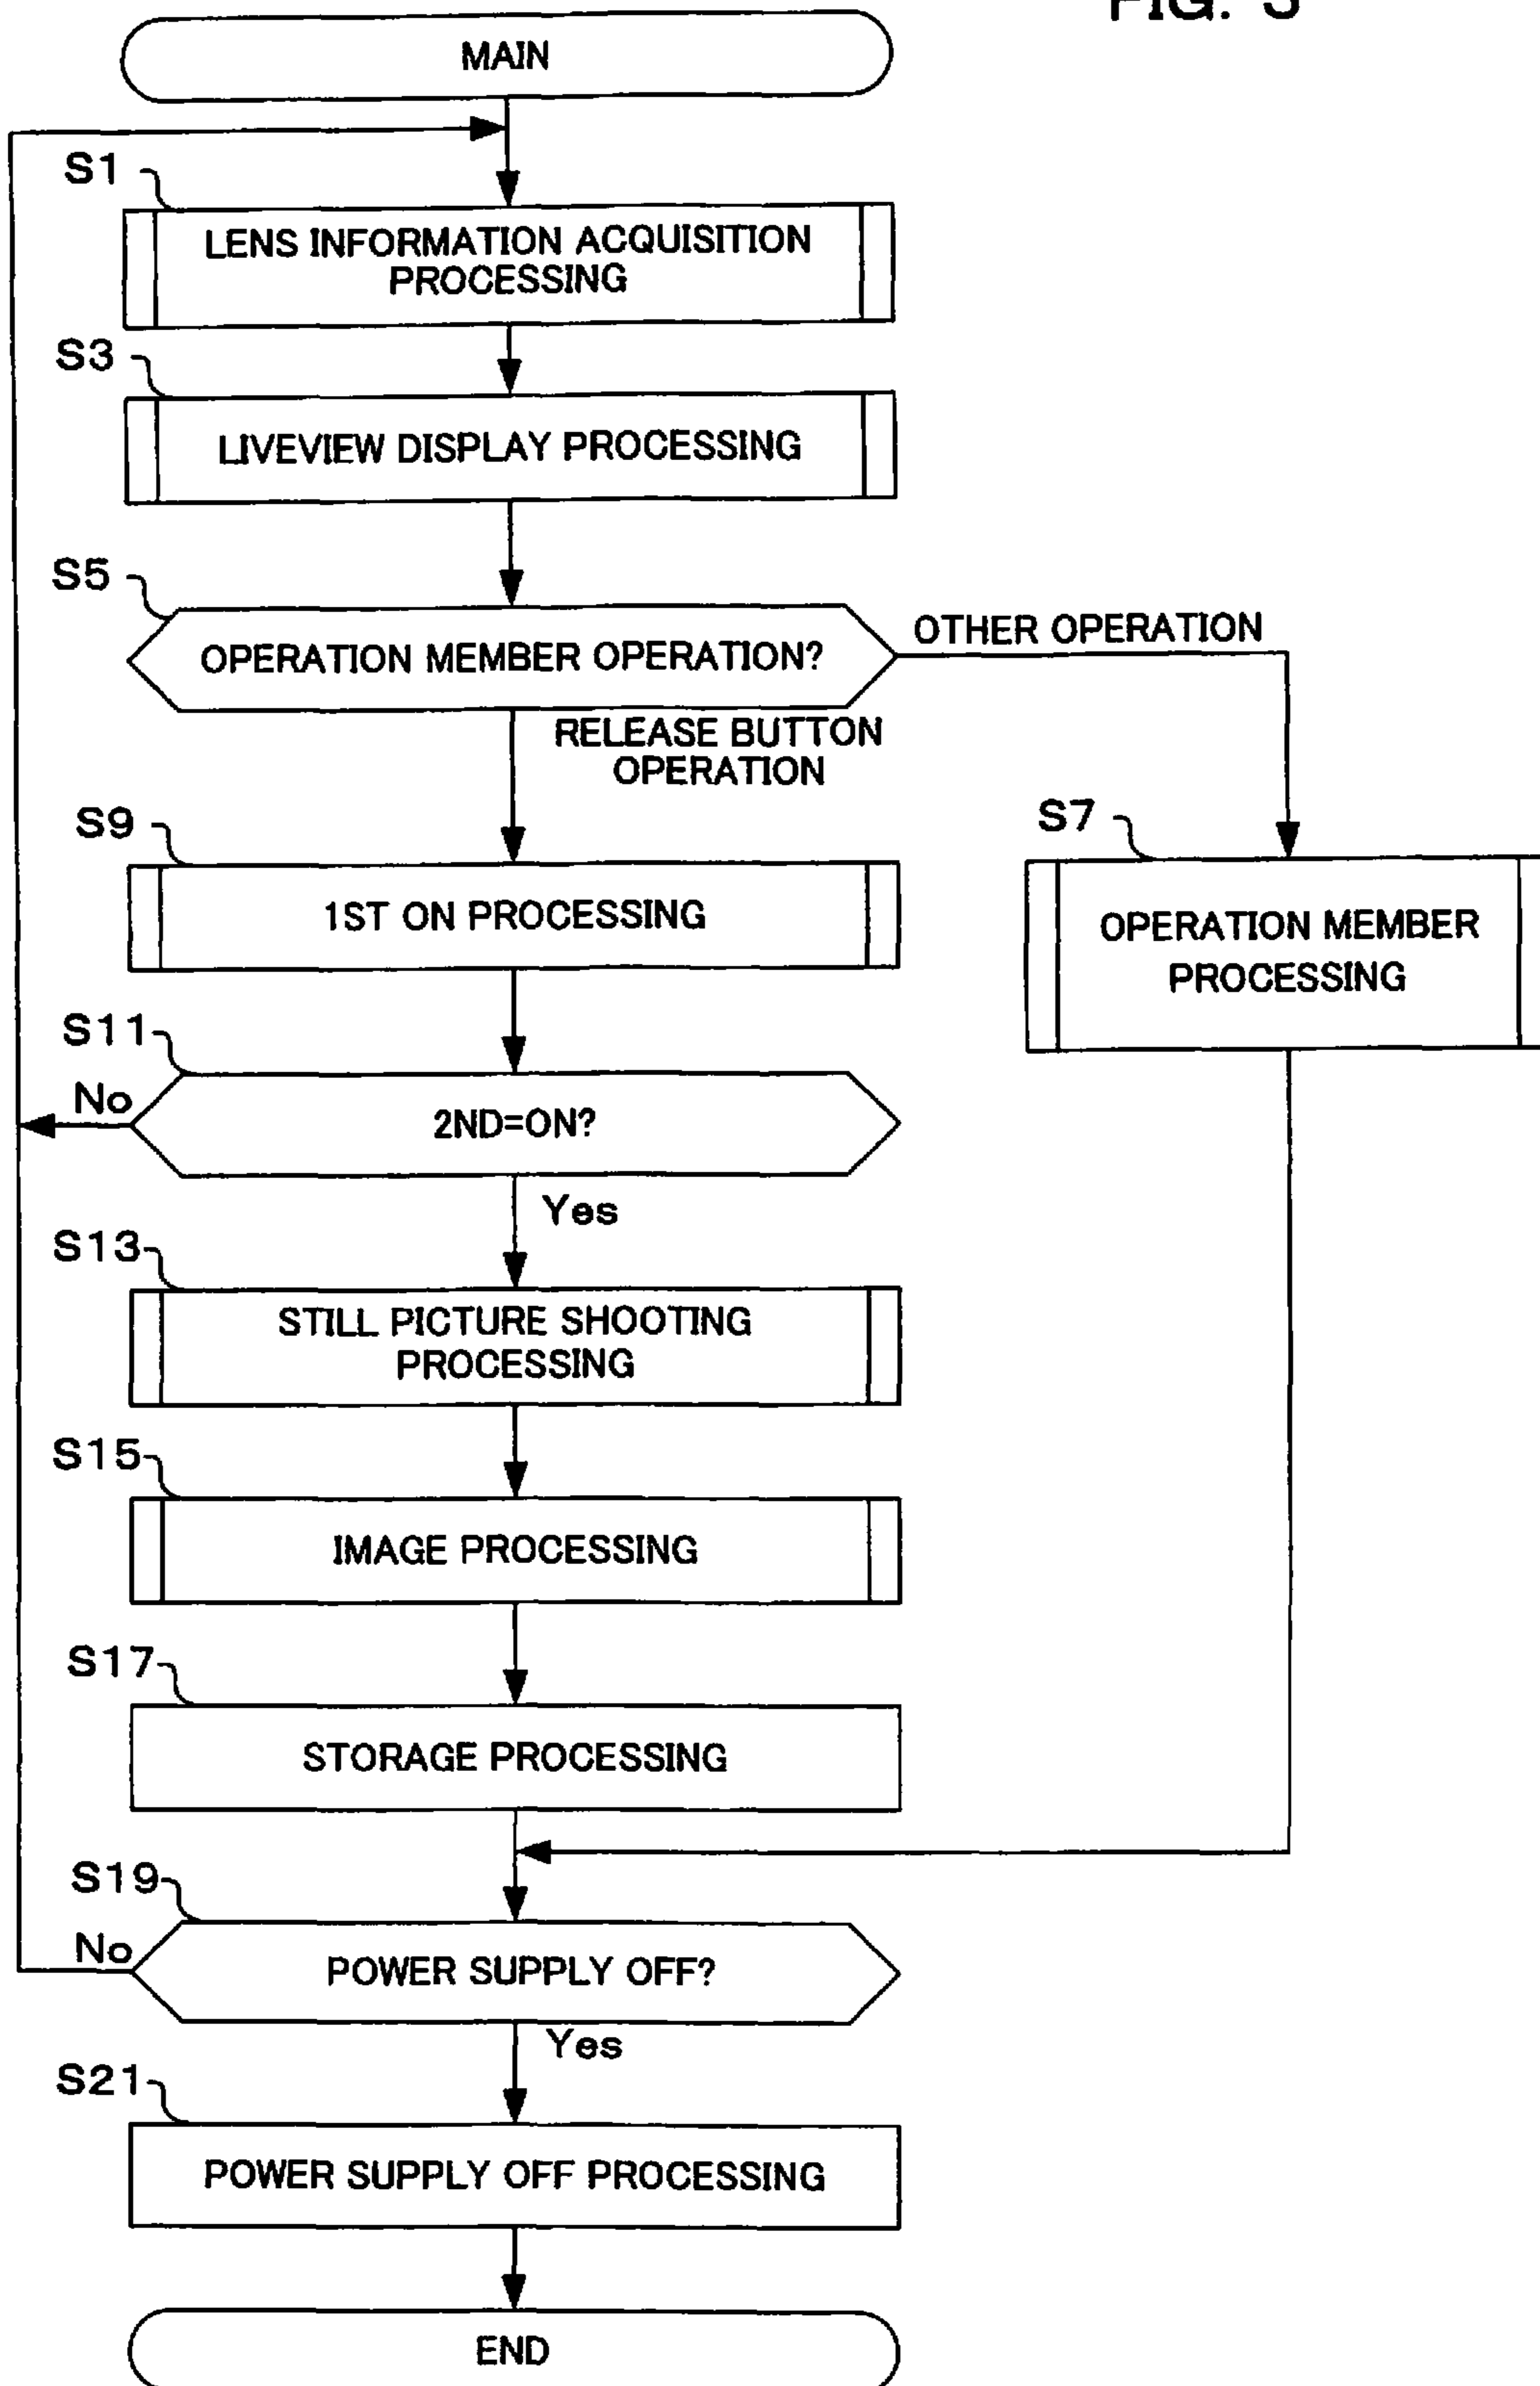 FIG. 3
MAIN
S1
LENS INFORMATION ACQUISITION
PROCESSING
S3
LIVEVIEW DISPLAY PROCESSING
S5
OPERATION MEMBER OPERATION?
OTHER OPERATION
RELEASE BUTTON
OPERATION
S9
1ST ON PROCESSING
S7
OPERATION MEMBER
PROCESSING
S11
No
2ND=ON?
Yes
S13
STILL PICTURE SHOOTING
PROCESSING
S15
IMAGE PROCESSING
S17
STORAGE PROCESSING
S19
No
POWER SUPPLY OFF?
Yes
S21
POWER SUPPLY OFF PROCESSING
END